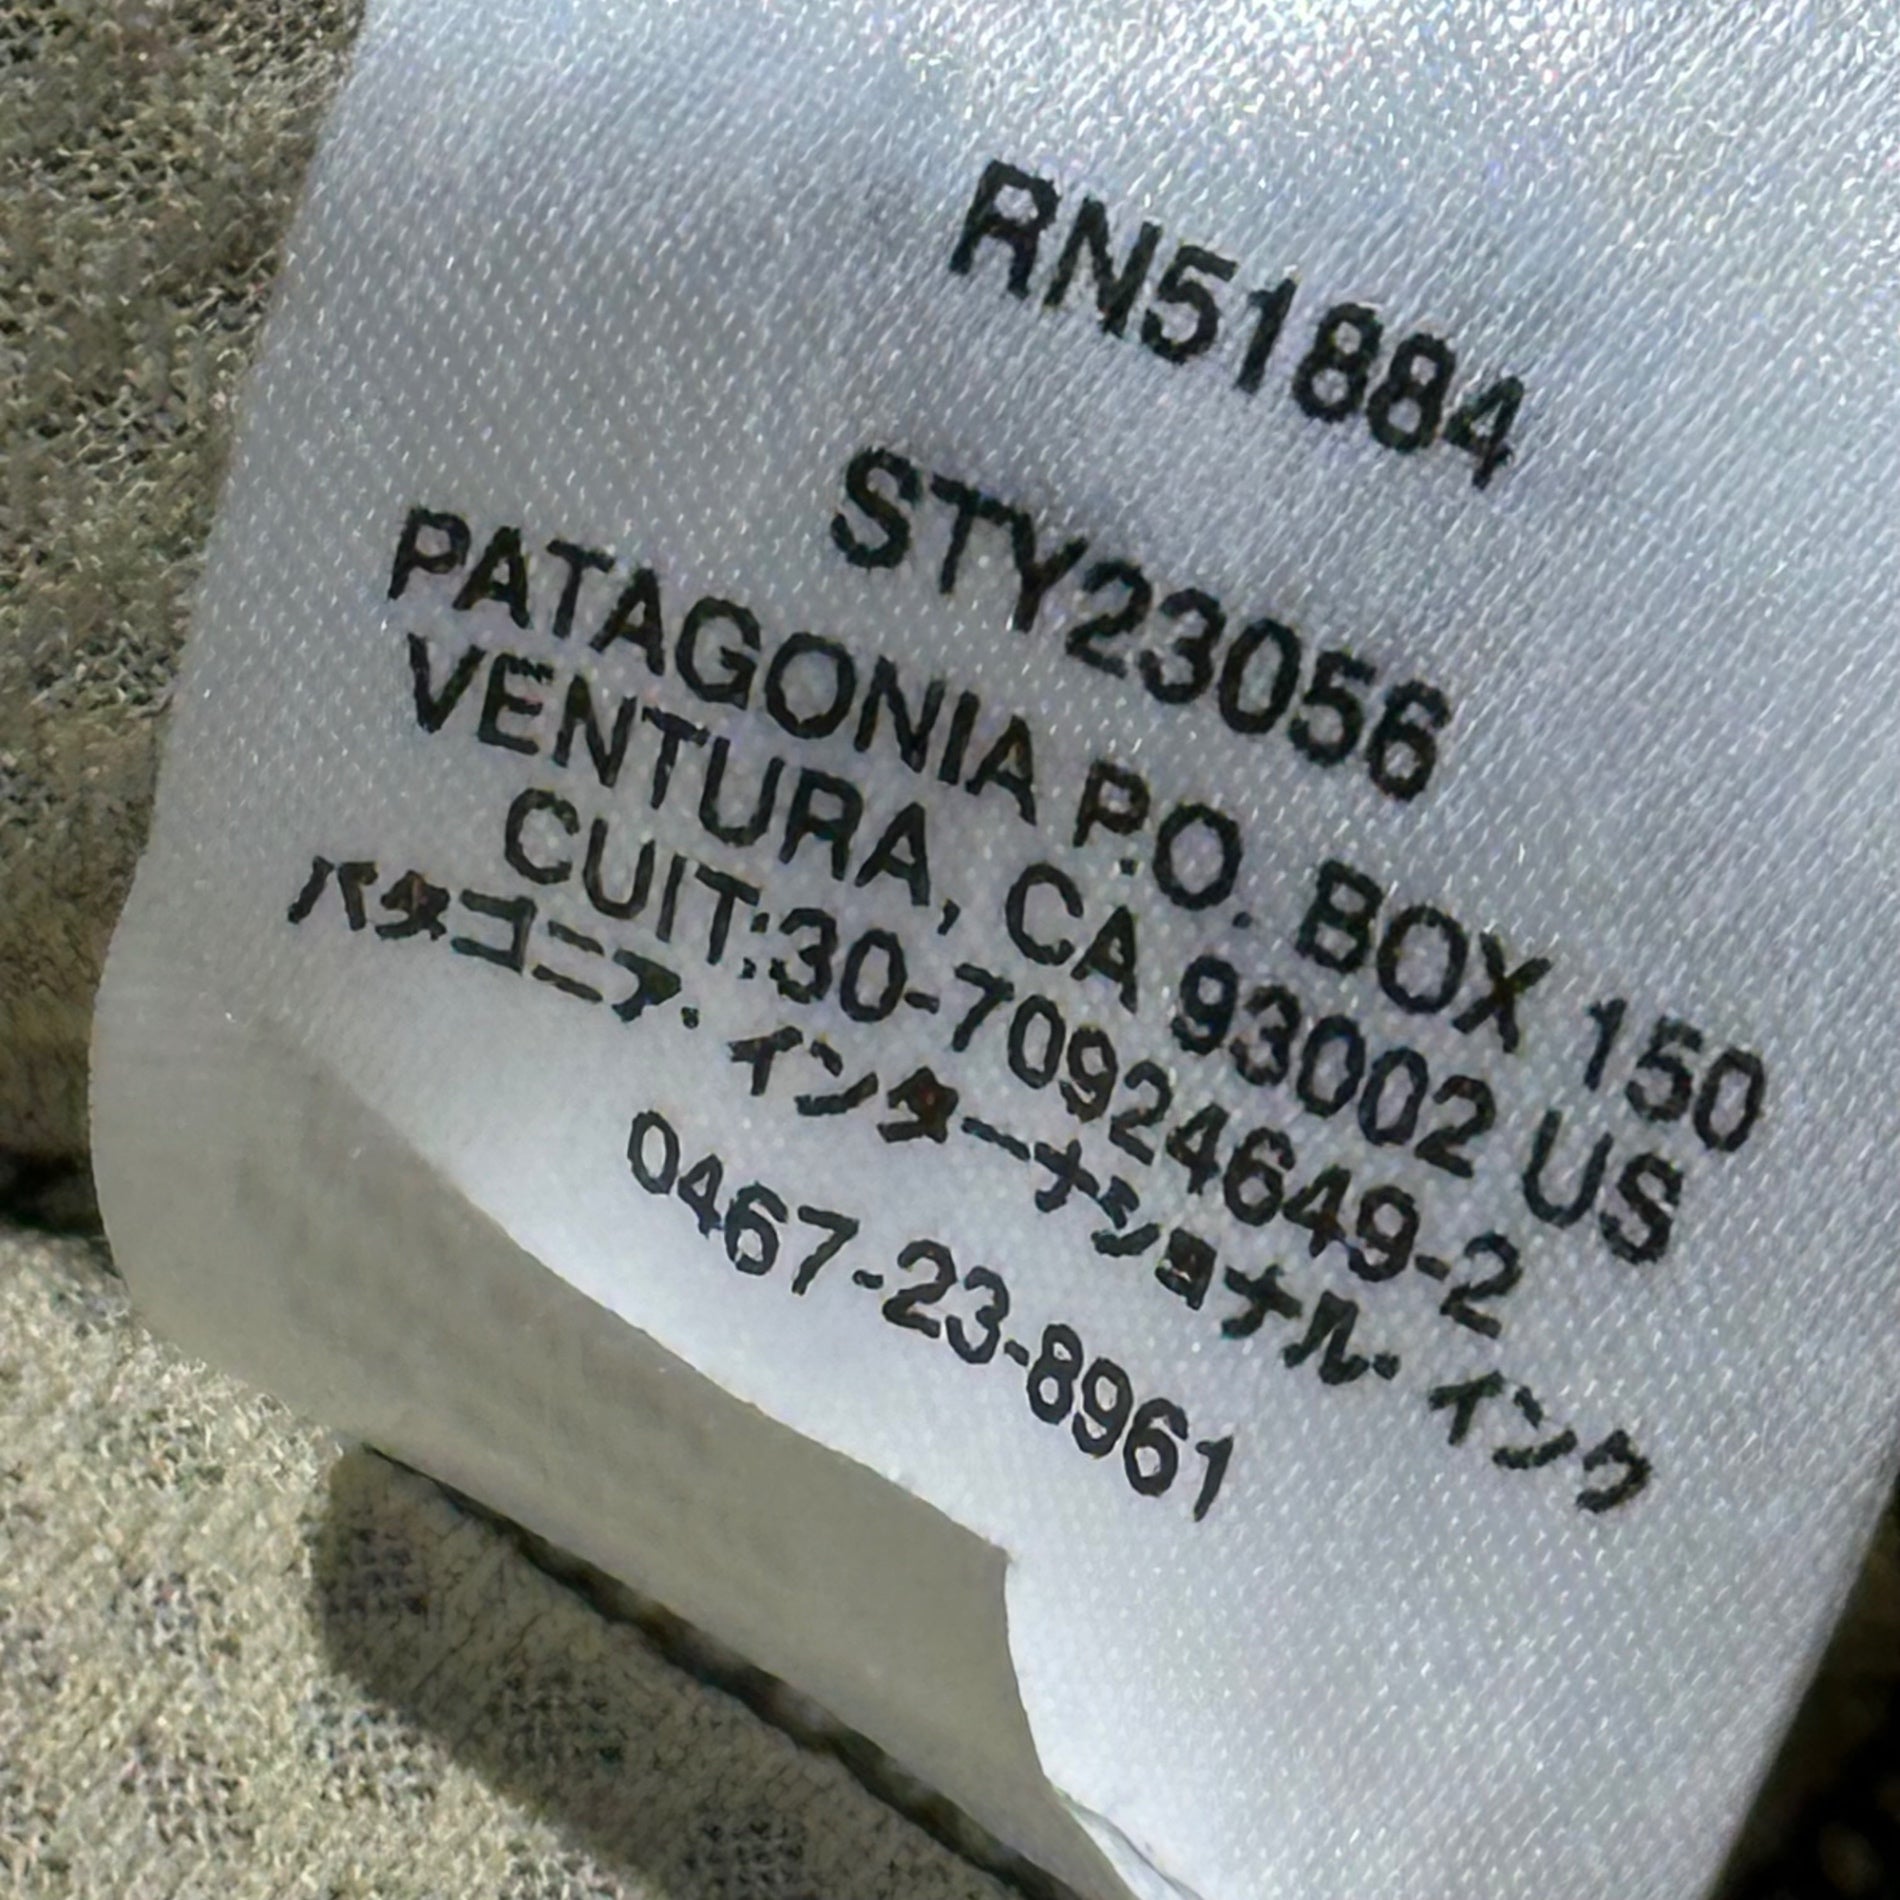 RN51884
STY23056
PATAGONIA P.O. BOX 150
VENTURA, CA 93002 US
CUIT:30-70924649-2
パタゴニア・インターナショナル・インク
0467-23-8961